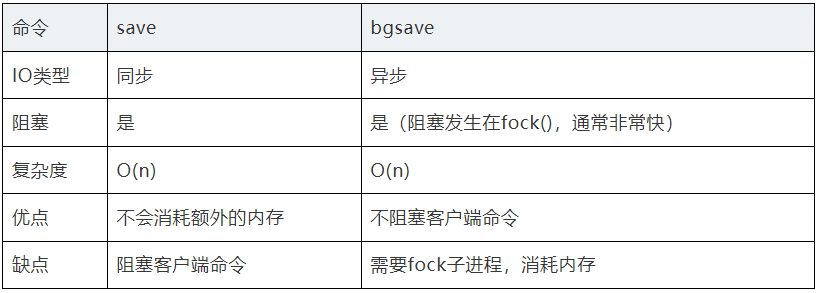 命令 save bgsave
IO类型 同步 异步
阻塞 是 是（阻塞发生在fock()，通常非常快）
复杂度 O(n) O(n)
优点 不会消耗额外的内存 不阻塞客户端命令
缺点 阻塞客户端命令 需要fock子进程，消耗内存